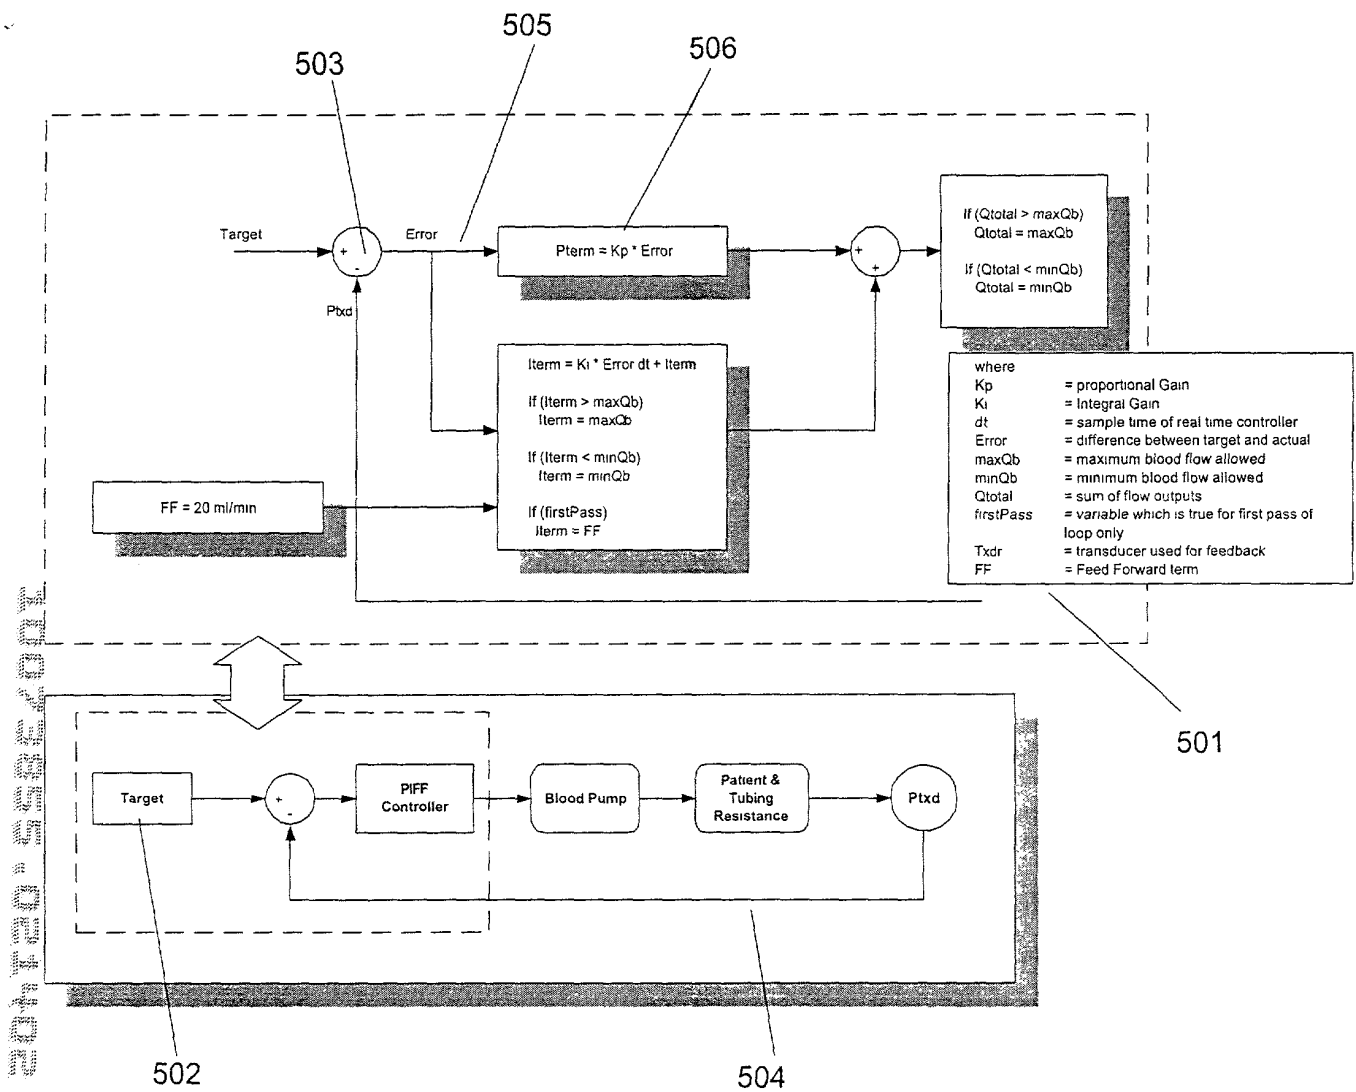 505
503
506
Target
+
-
Error
Ptxd
Pterm = Kp * Error
+
+
If (Qtotal > maxQb)
Qtotal = maxQb
If (Qtotal < minQb)
Qtotal = minQb
Iterm = Ki * Error dt + Iterm
If (Iterm > maxQb)
Iterm = maxQb
If (Iterm < minQb)
Iterm = minQb
If (firstPass)
Iterm = FF
FF = 20 ml/min
where
Kp = proportional Gain
Ki = Integral Gain
dt = sample time of real time controller
Error = difference between target and actual
maxQb = maximum blood flow allowed
minQb = minimum blood flow allowed
Qtotal = sum of flow outputs
firstPass = variable which is true for first pass of
loop only
Txdr = transducer used for feedback
FF = Feed Forward term
501
Target
+
-
PIFF
Controller
Blood Pump
Patient &
Tubing
Resistance
Ptxd
502
504